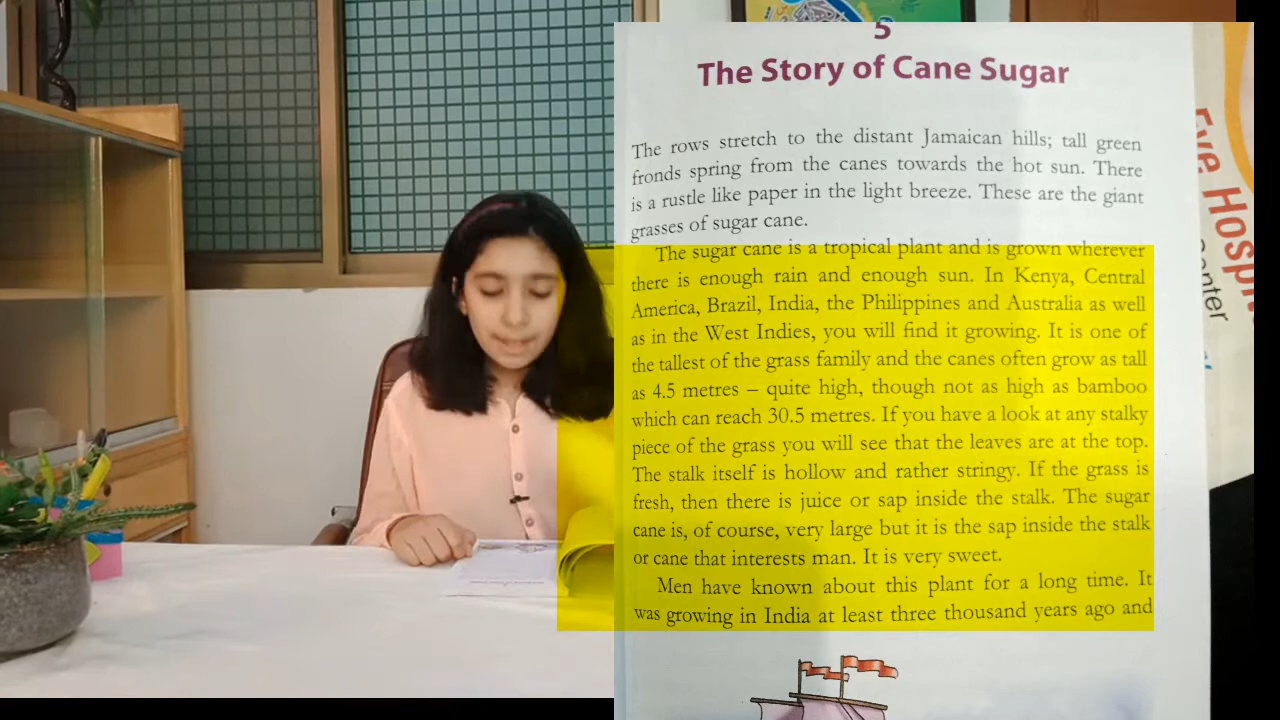 5
The Story of Cane Sugar
The rows stretch to the distant Jamaican hills; tall green
fronds spring from the canes towards the hot sun. There
is a rustle like paper in the light breeze. These are the giant
grasses of sugar cane.
The sugar cane is a tropical plant and is grown wherever
there is enough rain and enough sun. In Kenya, Central
America, Brazil, India, the Philippines and Australia as well
as in the West Indies, you will find it growing. It is one of
the tallest of the grass family and the canes often grow as tall
as 4.5 metres – quite high, though not as high as bamboo
which can reach 30.5 metres. If you have a look at any stalky
piece of the grass you will see that the leaves are at the top.
The stalk itself is hollow and rather stringy. If the grass is
fresh, then there is juice or sap inside the stalk. The sugar
cane is, of course, very large but it is the sap inside the stalk
or cane that interests man. It is very sweet.
Men have known about this plant for a long time. It
was growing in India at least three thousand years ago and
Eye Hospi